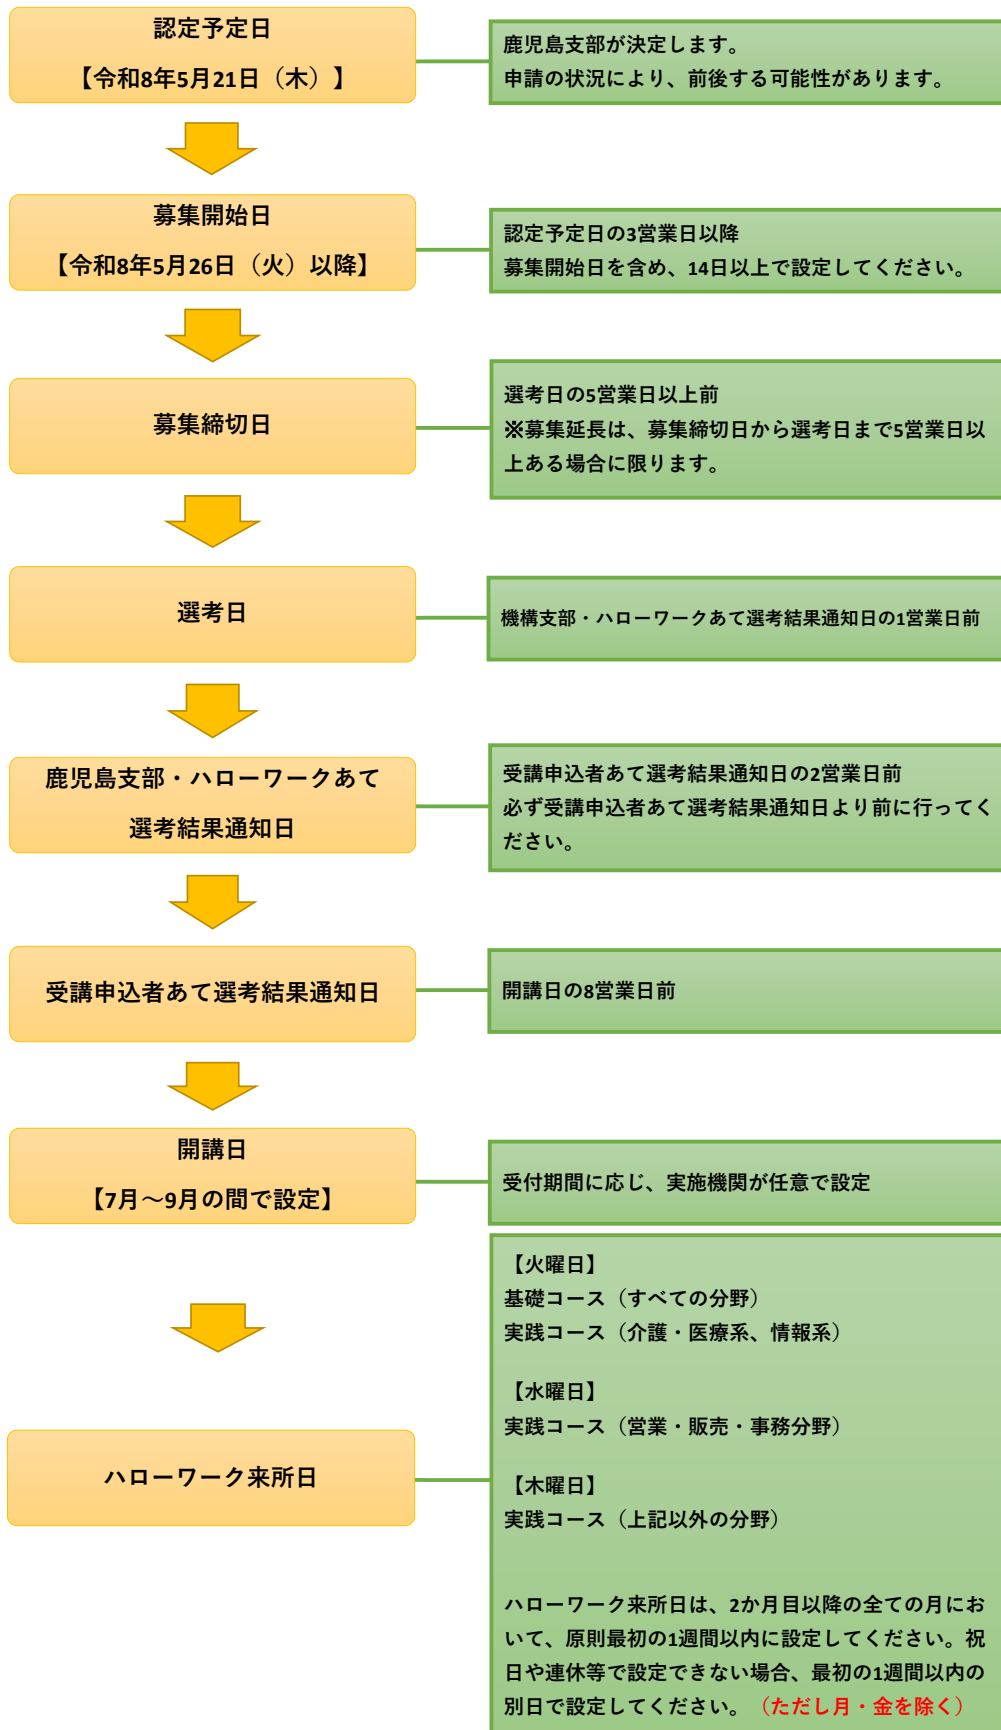 認定予定日
【令和8年5月21日（木）】
鹿児島支部が決定します。
申請の状況により、前後する可能性があります。
募集開始日
【令和8年5月26日（火）以降】
認定予定日の3営業日以降
募集開始日を含め、14日以上で設定してください。
募集締切日
選考日の5営業日以上前
※募集延長は、募集締切日から選考日まで5営業日以
上ある場合に限ります。
選考日
機構支部・ハローワークあて選考結果通知日の1営業日前
鹿児島支部・ハローワークあて
選考結果通知日
受講申込者あて選考結果通知日の2営業日前
必ず受講申込者あて選考結果通知日より前に行ってく
ださい。
受講申込者あて選考結果通知日
開講日の8営業日前
開講日
【7月～9月の間で設定】
受付期間に応じ、実施機関が任意で設定
ハローワーク来所日
【火曜日】
基礎コース（すべての分野）
実践コース（介護・医療系、情報系）
【水曜日】
実践コース（営業・販売・事務分野）
【木曜日】
実践コース（上記以外の分野）
ハローワーク来所日は、2か月目以降の全ての月にお
いて、原則最初の1週間以内に設定してください。祝
日や連休等で設定できない場合、最初の1週間以内の
別日で設定してください。（ただし月・金を除く）